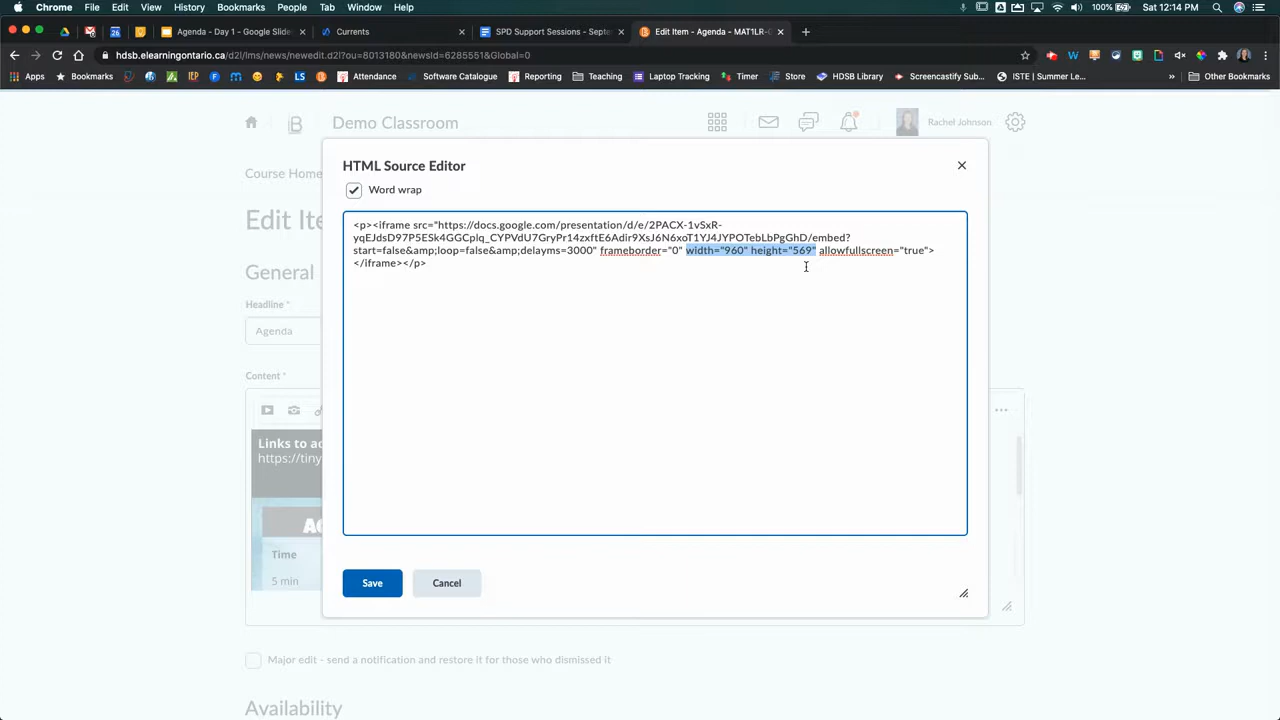 Chrome File Edit View History Bookmarks People Tab Window Help
100% Sat 12:14 PM
Agenda - Day 1 - Google Slide
Currents
SPD Support Sessions - Septe
Edit Item - Agenda - MAT1LR-
hdsb.elearningontario.ca/d2l/lms/news/newedit.d2l?ou=8013180&newsId=6285551&Global=0
Apps Bookmarks IEP LS Attendance Software Catalogue Reporting Teaching Laptop Tracking Timer Store HDSB Library Screencastify Sub... ISTE | Summer Le... » Other Bookmarks
Demo Classroom
Rachel Johnson
Course Home
Edit Ite
General
Headline *
Agenda
Content *
Links to ac
https://tiny
Time
5 min
HTML Source Editor
Word wrap
<p><iframe src="https://docs.google.com/presentation/d/e/2PACX-1vSxR-
yqEJdsD97P5ESk4GGCplq_CYPVdU7GryPr14zxftE6Adir9XsJ6N6xoT1YJ4JYPOTebLbPgGhD/embed?
start=false&amp;loop=false&amp;delayms=3000" frameborder="0" width="960" height="569" allowfullscreen="true">
</iframe></p>
Save
Cancel
Major edit - send a notification and restore it for those who dismissed it
Availability